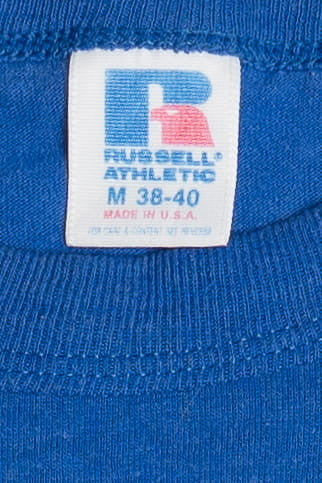 R
RUSSELL®
ATHLETIC
M 38-40
MADE IN U.S.A.
FOR CARE & CONTENT SEE REVERSE